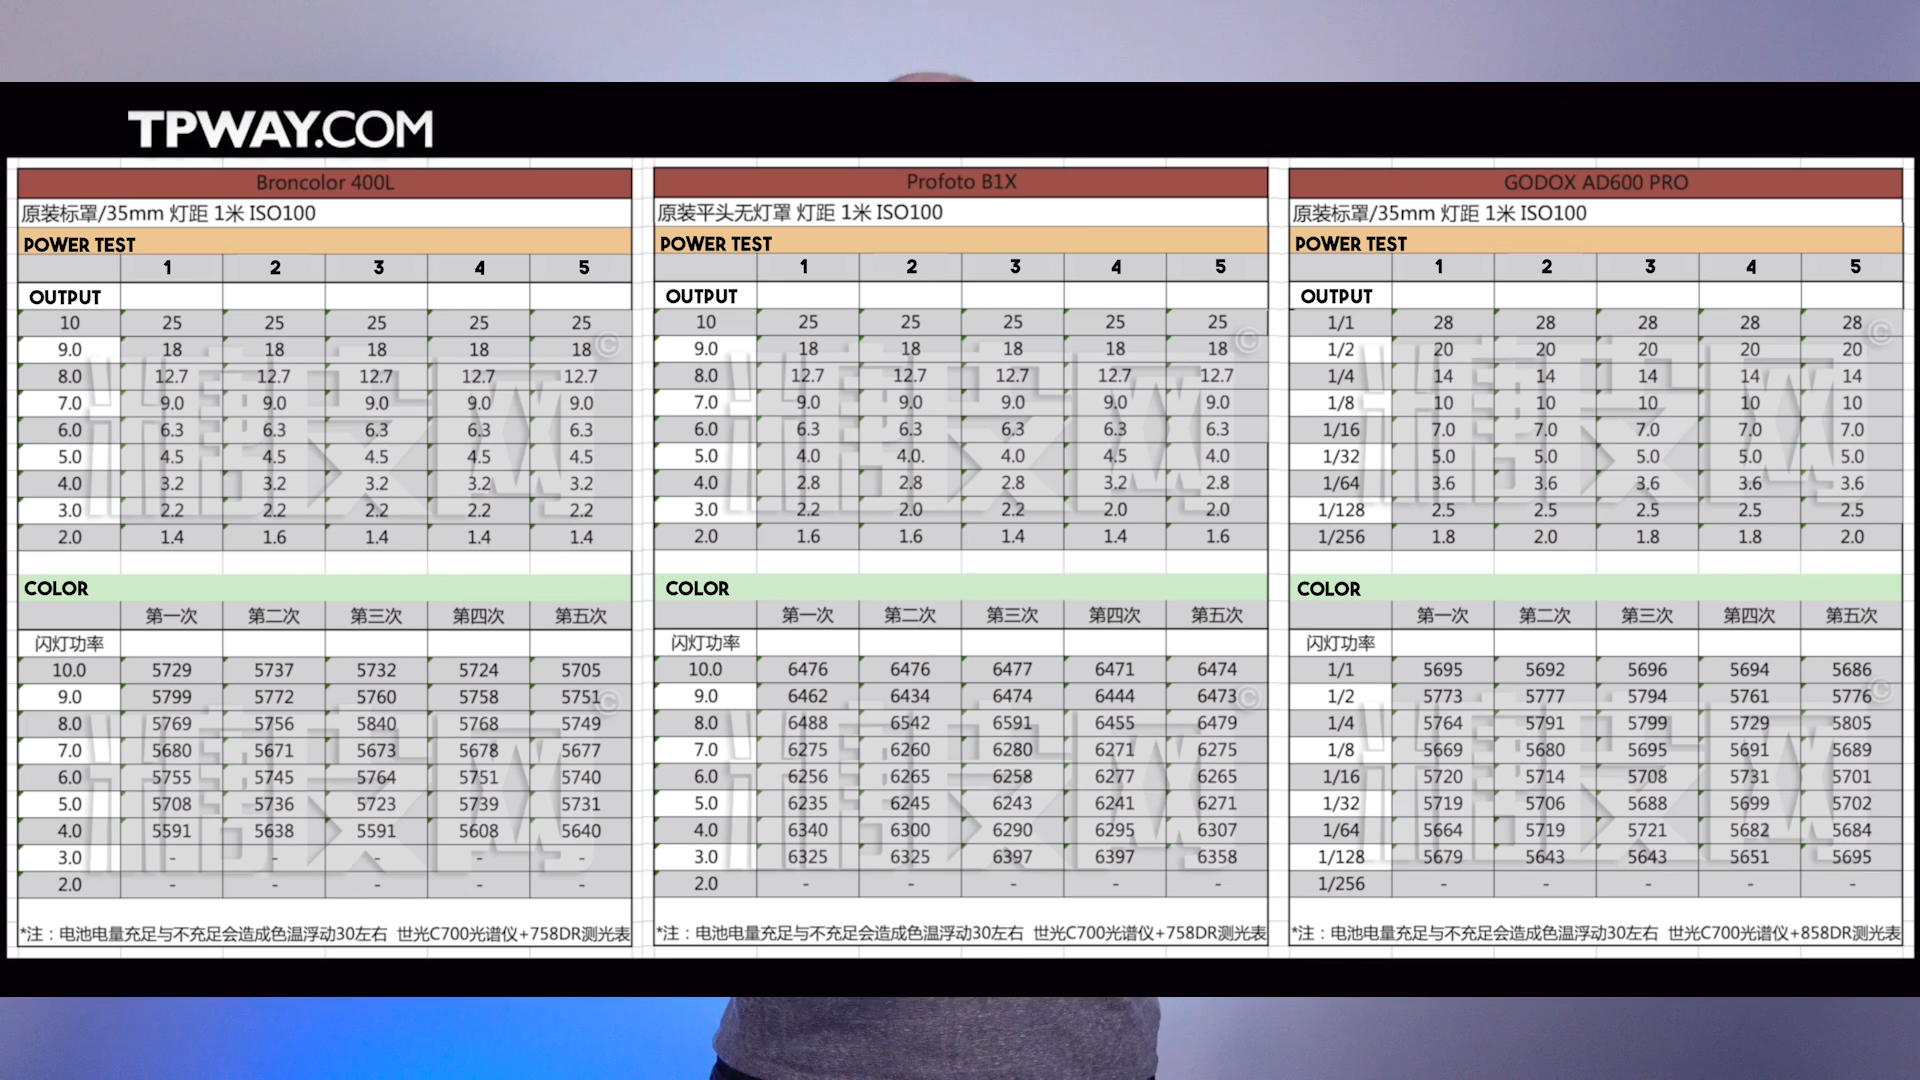 TPWAY.COM
Broncolor 400L
原装标罩/35mm 灯距 1米 ISO100
POWER TEST
1 2 3 4 5
OUTPUT
10 25 25 25 25 25
9.0 18 18 18 18 18
8.0 12.7 12.7 12.7 12.7 12.7
7.0 9.0 9.0 9.0 9.0 9.0
6.0 6.3 6.3 6.3 6.3 6.3
5.0 4.5 4.5 4.5 4.5 4.5
4.0 3.2 3.2 3.2 3.2 3.2
3.0 2.2 2.2 2.2 2.2 2.2
2.0 1.4 1.6 1.4 1.4 1.4
COLOR
第一次 第二次 第三次 第四次 第五次
闪灯功率
10.0 5729 5737 5732 5724 5705
9.0 5799 5772 5760 5758 5751
8.0 5769 5756 5840 5768 5749
7.0 5680 5671 5673 5678 5677
6.0 5755 5745 5764 5751 5740
5.0 5708 5736 5723 5739 5731
4.0 5591 5638 5591 5608 5640
3.0 - - - - -
2.0 - - - - -
*注：电池电量充足与不充足会造成色温浮动30左右 世光C700光谱仪+758DR测光表
Profoto B1X
原装平头无灯罩 灯距 1米 ISO100
POWER TEST
1 2 3 4 5
OUTPUT
10 25 25 25 25 25
9.0 18 18 18 18 18
8.0 12.7 12.7 12.7 12.7 12.7
7.0 9.0 9.0 9.0 9.0 9.0
6.0 6.3 6.3 6.3 6.3 6.3
5.0 4.0 4.0. 4.0 4.5 4.0
4.0 2.8 2.8 2.8 3.2 2.8
3.0 2.2 2.0 2.2 2.0 2.0
2.0 1.6 1.6 1.4 1.4 1.6
COLOR
第一次 第二次 第三次 第四次 第五次
闪灯功率
10.0 6476 6476 6477 6471 6474
9.0 6462 6434 6474 6444 6473
8.0 6488 6542 6591 6455 6479
7.0 6275 6260 6280 6271 6275
6.0 6256 6265 6258 6277 6265
5.0 6235 6245 6243 6241 6271
4.0 6340 6300 6290 6295 6307
3.0 6325 6325 6397 6397 6358
2.0 - - - - -
*注：电池电量充足与不充足会造成色温浮动30左右 世光C700光谱仪+758DR测光表
GODOX AD600 PRO
原装标罩/35mm 灯距 1米 ISO100
POWER TEST
1 2 3 4 5
OUTPUT
1/1 28 28 28 28 28
1/2 20 20 20 20 20
1/4 14 14 14 14 14
1/8 10 10 10 10 10
1/16 7.0 7.0 7.0 7.0 7.0
1/32 5.0 5.0 5.0 5.0 5.0
1/64 3.6 3.6 3.6 3.6 3.6
1/128 2.5 2.5 2.5 2.5 2.5
1/256 1.8 2.0 1.8 1.8 2.0
COLOR
第一次 第二次 第三次 第四次 第五次
闪灯功率
1/1 5695 5692 5696 5694 5686
1/2 5773 5777 5794 5761 5776
1/4 5764 5791 5799 5729 5805
1/8 5669 5680 5695 5691 5689
1/16 5720 5714 5708 5731 5701
1/32 5719 5706 5688 5699 5702
1/64 5664 5719 5721 5682 5684
1/128 5679 5643 5643 5651 5695
1/256 - - - - -
*注：电池电量充足与不充足会造成色温浮动30左右 世光C700光谱仪+858DR测光表